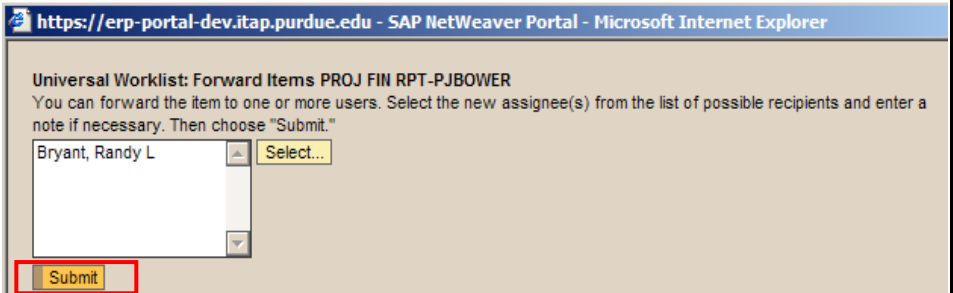 https://erp-portal-dev.itap.purdue.edu - SAP NetWeaver Portal - Microsoft Internet Explorer
Universal Worklist: Forward Items PROJ FIN RPT-PJBOWER
You can forward the item to one or more users. Select the new assignee(s) from the list of possible recipients and enter a
note if necessary. Then choose "Submit."
Bryant, Randy L
Select...
Submit